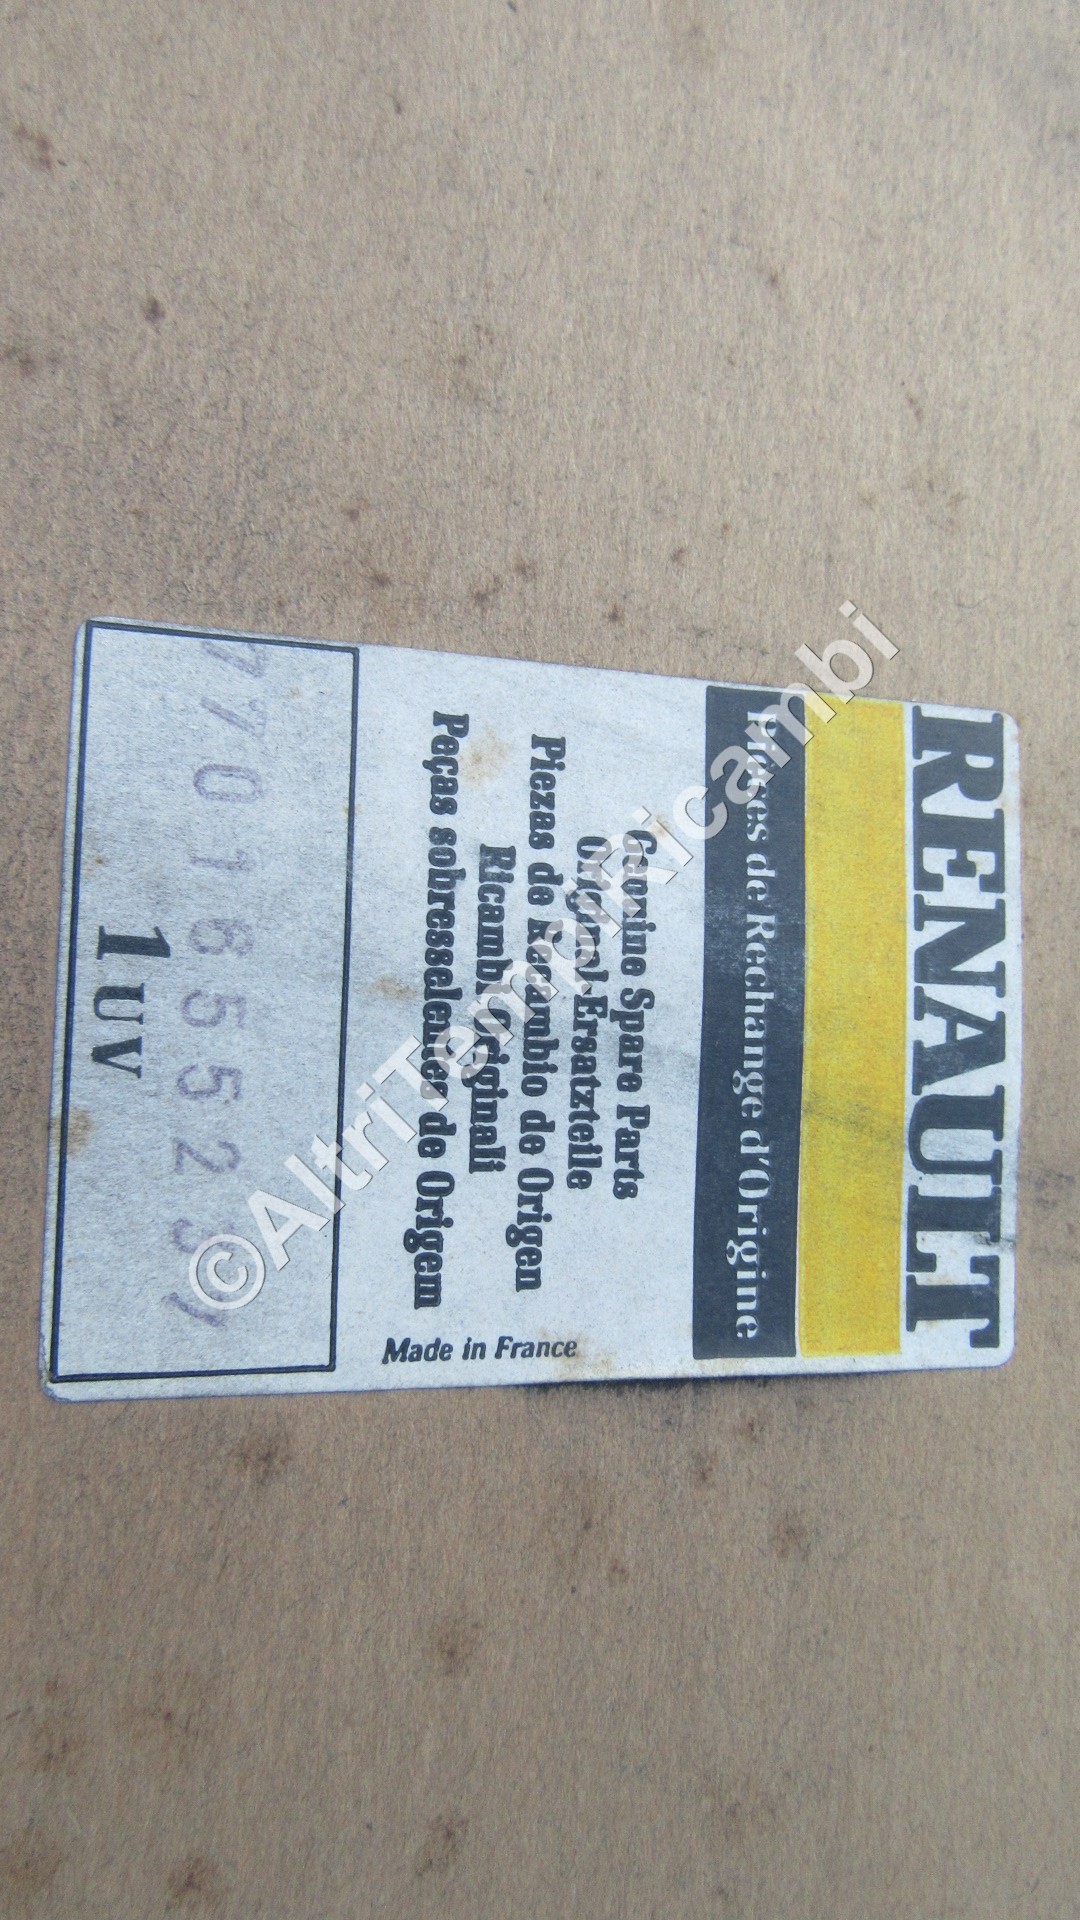 RENAULT
Pièces de Rechange d'Origine
Genuine Spare Parts
Original-Ersatzteile
Piezas de Recambio de Origen
Ricambi Originali
Peças sobresselentes de Origem
Made in France
7701655237
1 UV
©AltriTempiRicambi